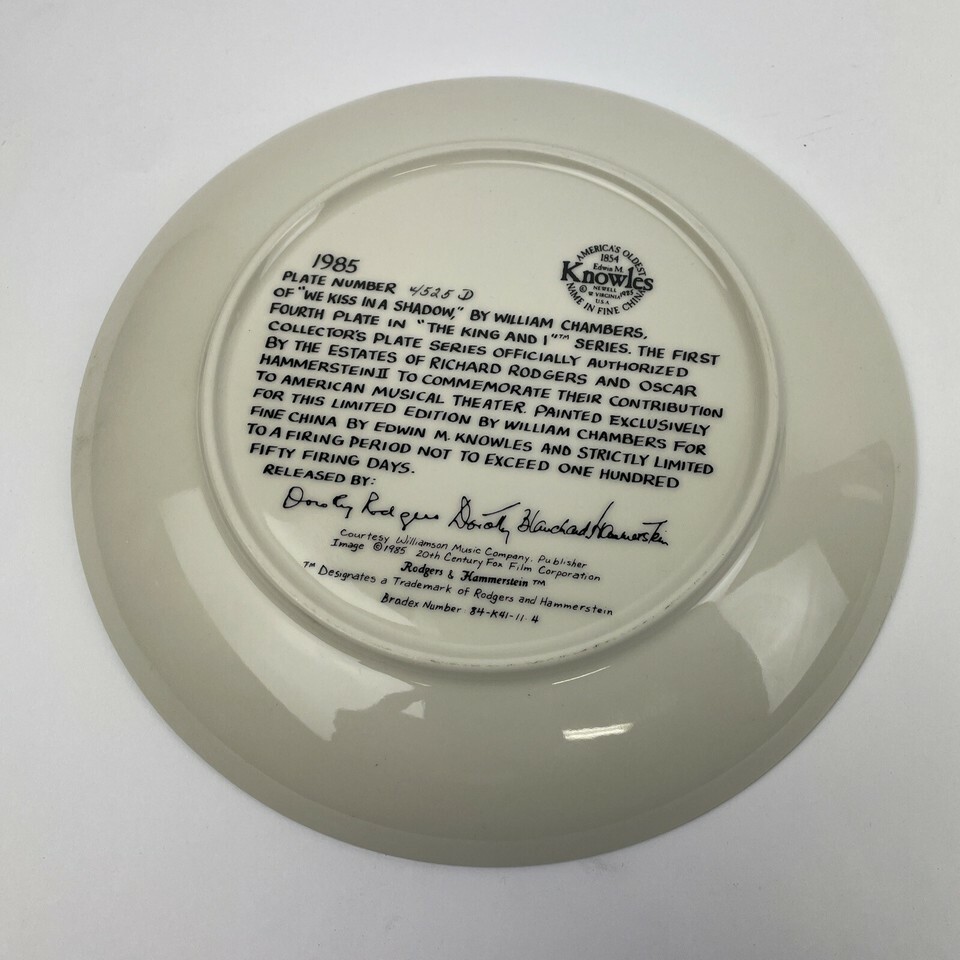 1985
PLATE NUMBER 4525 D
OF "WE KISS IN A SHADOW," BY WILLIAM CHAMBERS,
FOURTH PLATE IN "THE KING AND I"™ SERIES. THE FIRST
COLLECTOR'S PLATE SERIES OFFICIALLY AUTHORIZED
BY THE ESTATES OF RICHARD RODGERS AND OSCAR
HAMMERSTEIN II TO COMMEMORATE THEIR CONTRIBUTION
TO AMERICAN MUSICAL THEATER. PAINTED EXCLUSIVELY
FOR THIS LIMITED EDITION BY WILLIAM CHAMBERS FOR
FINE CHINA BY EDWIN M. KNOWLES AND STRICTLY LIMITED
TO A FIRING PERIOD NOT TO EXCEED ONE HUNDRED
FIFTY FIRING DAYS.
RELEASED BY:
Dorothy Rodgers Dorothy Blanchard Hammerstein
Courtesy Williamson Music Company, Publisher
Image ©1985 20th Century Fox Film Corporation
Rodgers & Hammerstein™
™ Designates a Trademark of Rodgers and Hammerstein
Bradex Number: 84-K41-11.4
AMERICA'S OLDEST
1854
Edwin M.
Knowles
NEWELL
© W. VIRGINIA 1985
U.S.A
NAME IN FINE CHINA